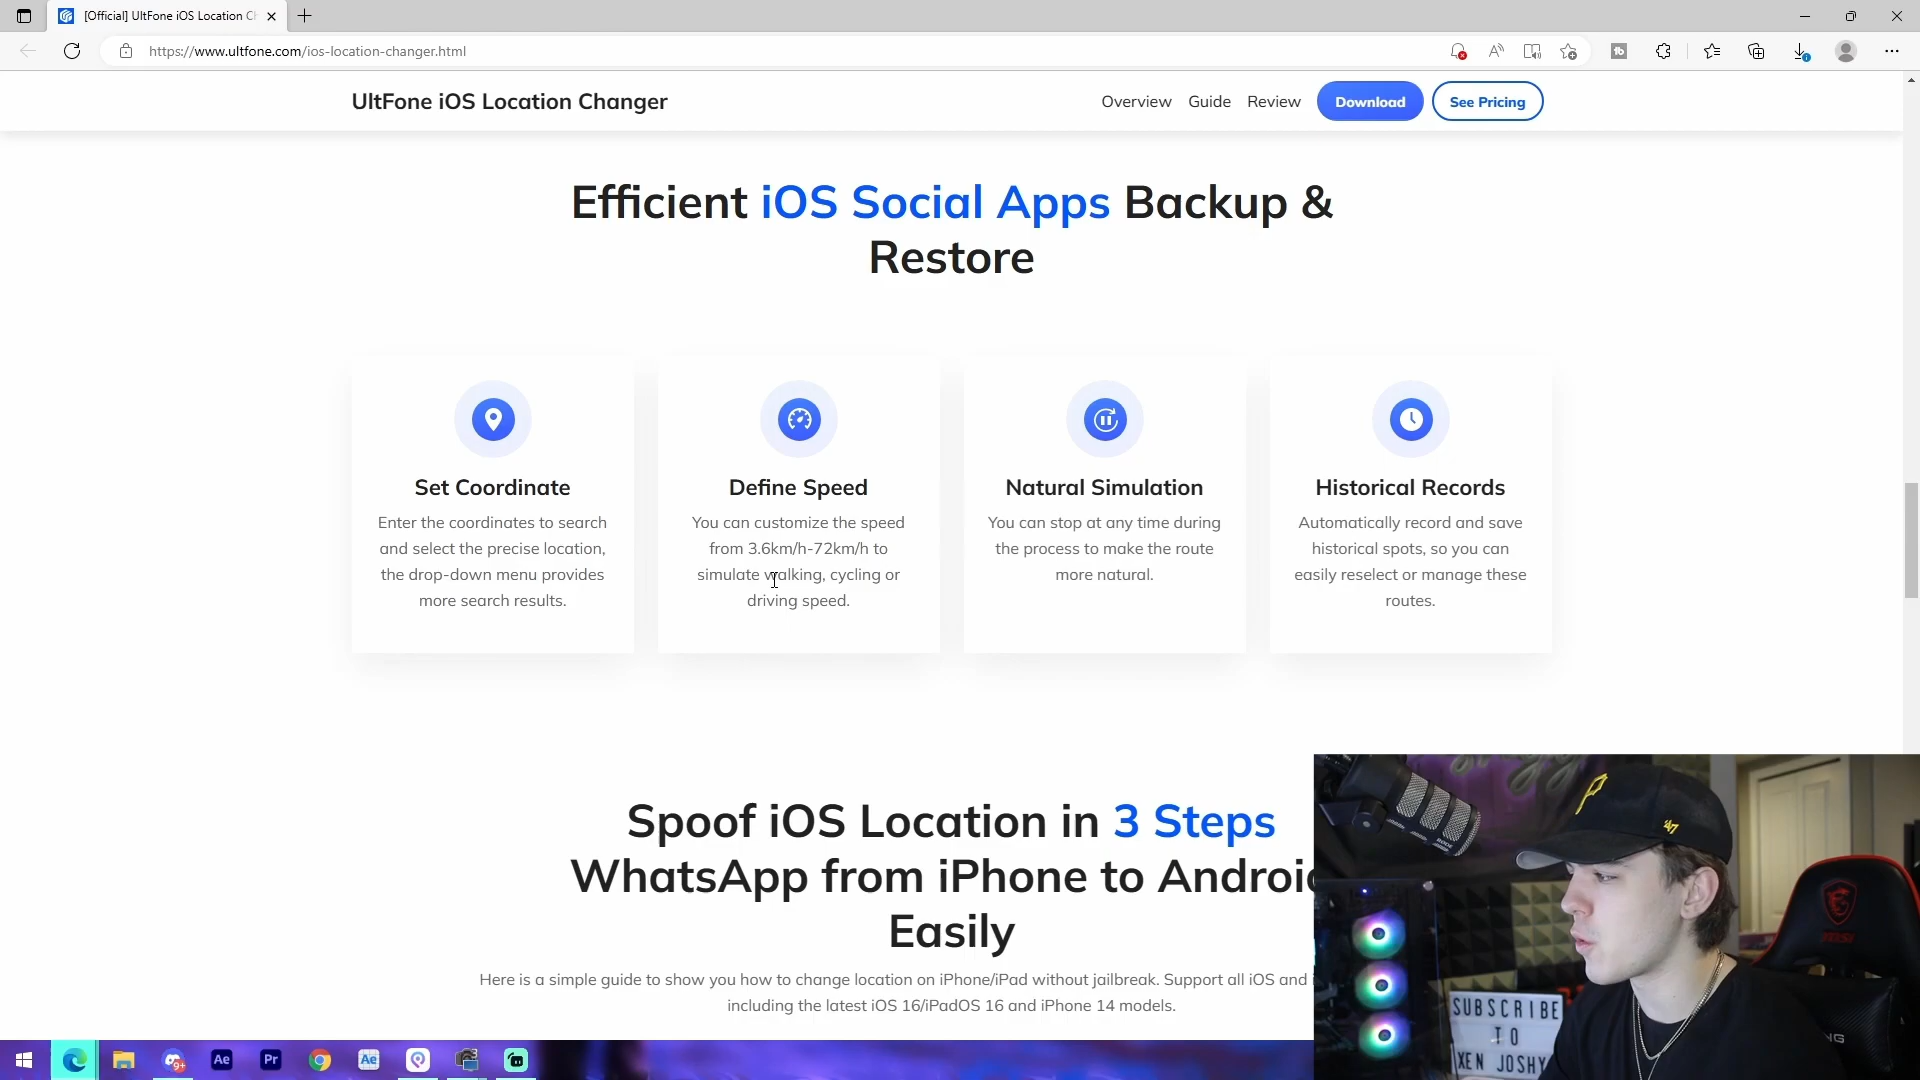 [Official] UltFone iOS Location Ch
https://www.ultfone.com/ios-location-changer.html
UltFone iOS Location Changer
Overview
Guide
Review
Download
See Pricing
Efficient iOS Social Apps Backup &
Restore
Set Coordinate
Enter the coordinates to search
and select the precise location,
the drop-down menu provides
more search results.
Define Speed
You can customize the speed
from 3.6km/h-72km/h to
simulate walking, cycling or
driving speed.
Natural Simulation
You can stop at any time during
the process to make the route
more natural.
Historical Records
Automatically record and save
historical spots, so you can
easily reselect or manage these
routes.
Spoof iOS Location in 3 Steps
WhatsApp from iPhone to Android
Easily
Here is a simple guide to show you how to change location on iPhone/iPad without jailbreak. Support all iOS and i
including the latest iOS 16/iPadOS 16 and iPhone 14 models.
P
'47
SUBSCRIBE
TO
XEN JOSHY
9+
Ae
Pr
Ae